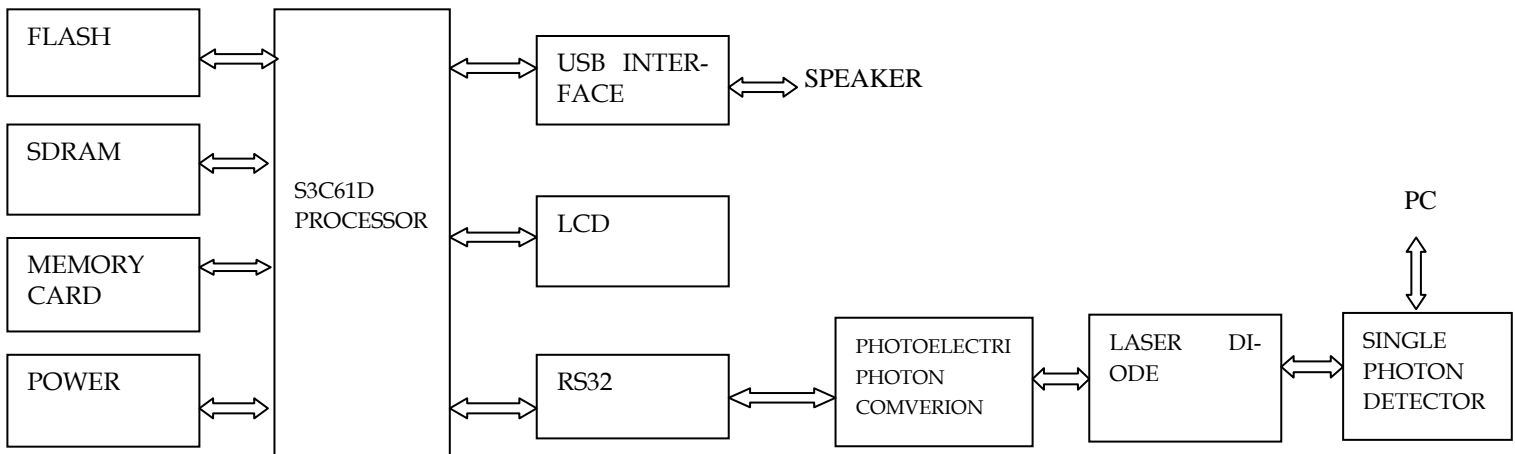 FLASH
SDRAM
MEMORY
CARD
POWER
S3C61D
PROCESSOR
USB INTER-
FACE
SPEAKER
LCD
RS32
PHOTOELECTRI
PHOTON
COMVERION
LASER DI-
ODE
PC
SINGLE
PHOTON
DETECTOR